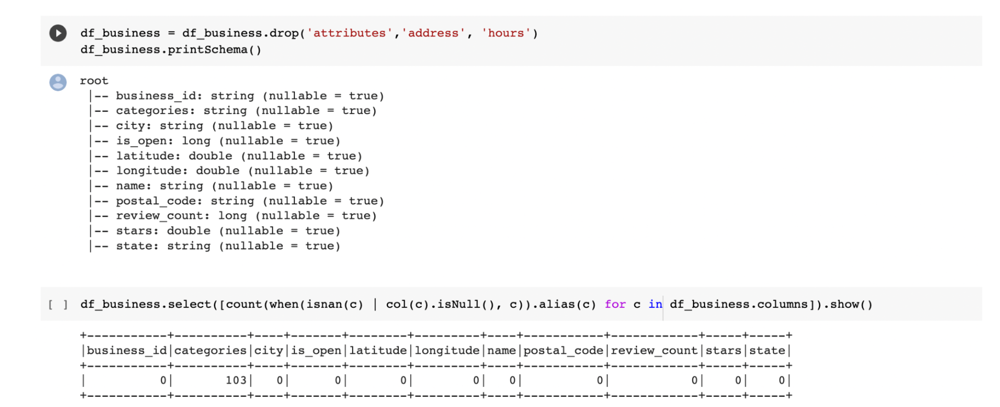 df_business = df_business.drop('attributes','address', 'hours')
df_business.printSchema()
root
 |-- business_id: string (nullable = true)
 |-- categories: string (nullable = true)
 |-- city: string (nullable = true)
 |-- is_open: long (nullable = true)
 |-- latitude: double (nullable = true)
 |-- longitude: double (nullable = true)
 |-- name: string (nullable = true)
 |-- postal_code: string (nullable = true)
 |-- review_count: long (nullable = true)
 |-- stars: double (nullable = true)
 |-- state: string (nullable = true)
[ ] df_business.select([count(when(isnan(c) | col(c).isNull(), c)).alias(c) for c in df_business.columns]).show()
+-----------+----------+----+-------+--------+---------+----+-----------+------------+-----+-----+
|business_id|categories|city|is_open|latitude|longitude|name|postal_code|review_count|stars|state|
+-----------+----------+----+-------+--------+---------+----+-----------+------------+-----+-----+
|          0|       103|   0|      0|       0|        0|   0|          0|           0|    0|    0|
+-----------+----------+----+-------+--------+---------+----+-----------+------------+-----+-----+